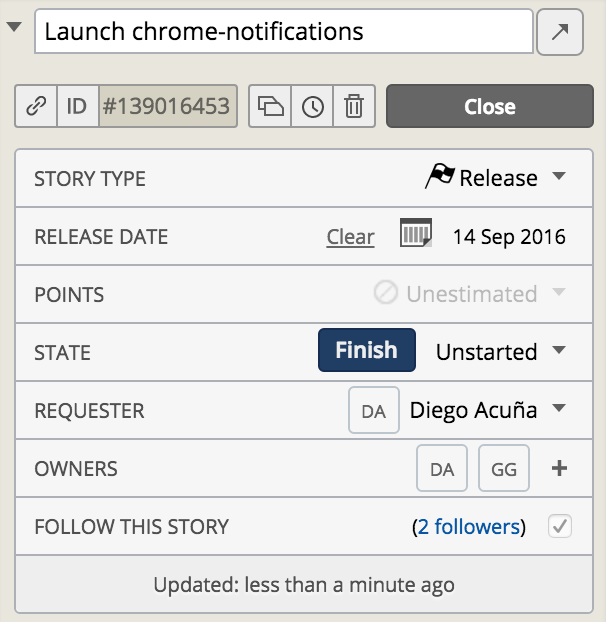 Launch chrome-notifications
ID #139016453 Close
STORY TYPE Release
RELEASE DATE Clear 14 Sep 2016
POINTS Unestimated
STATE Finish Unstarted
REQUESTER DA Diego Acuña
OWNERS DA GG +
FOLLOW THIS STORY (2 followers)
Updated: less than a minute ago